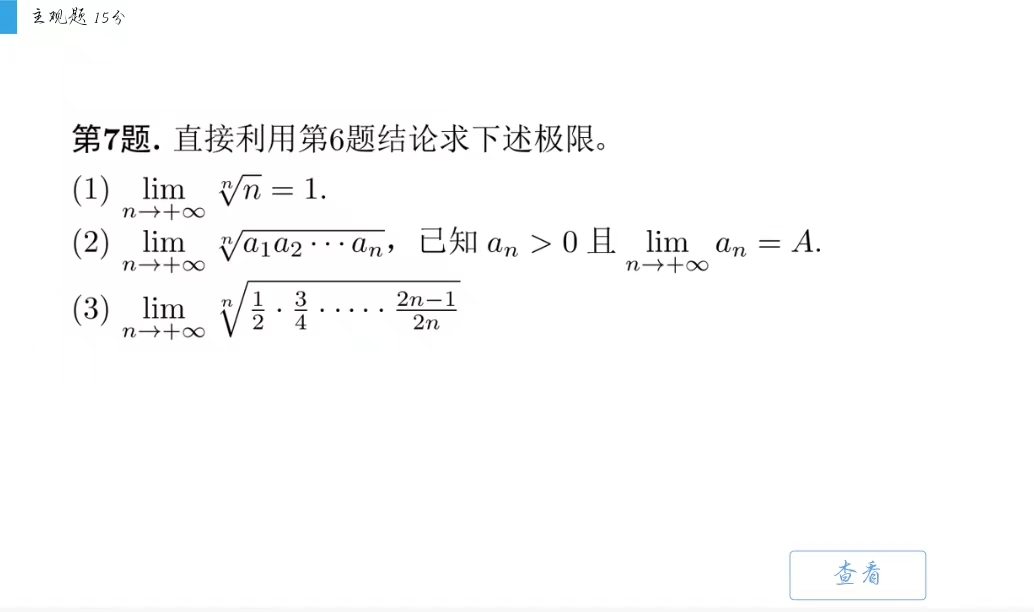 主观题 15分
第7题. 直接利用第6题结论求下述极限。
(1) $\lim_{n\to+\infty} \sqrt[n]{n} = 1.$
(2) $\lim_{n\to+\infty} \sqrt[n]{a_1 a_2 \cdots a_n}$，已知 $a_n > 0$ 且 $\lim_{n\to+\infty} a_n = A.$
(3) $\lim_{n\to+\infty} \sqrt[n]{\frac{1}{2} \cdot \frac{3}{4} \cdot \cdots \cdot \frac{2n-1}{2n}}$
查看